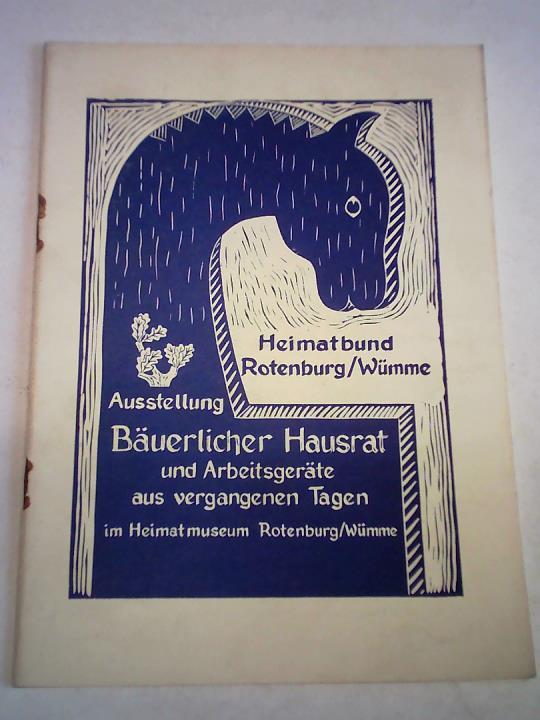 Heimatbund
Rotenburg/Wümme
Ausstellung
Bäuerlicher Hausrat
und Arbeitsgeräte
aus vergangenen Tagen
im Heimatmuseum Rotenburg/Wümme